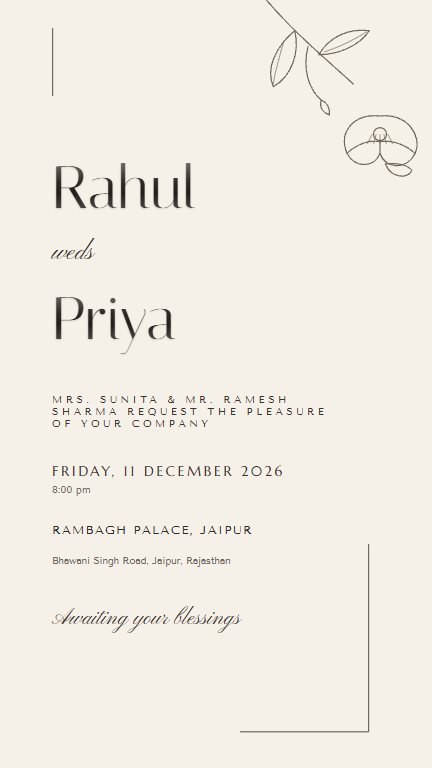 Rahul
weds
Priya
MRS. SUNITA & MR. RAMESH
SHARMA REQUEST THE PLEASURE
OF YOUR COMPANY
FRIDAY, 11 DECEMBER 2026
8:00 pm
RAMBAGH PALACE, JAIPUR
Bhawani Singh Road, Jaipur, Rajasthan
Awaiting your blessings